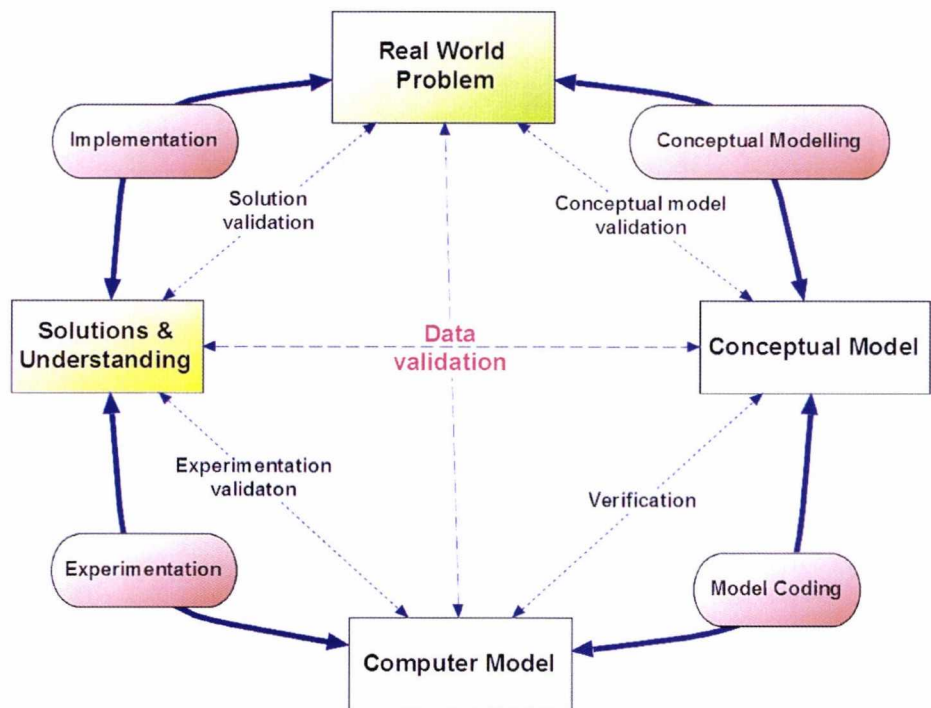 Real World
Problem
Implementation
Conceptual Modelling
Solution
validation
Conceptual model
validation
Solutions &
Understanding
Data
validation
Conceptual Model
Experimentation
validaton
Verification
Experimentation
Model Coding
Computer Model